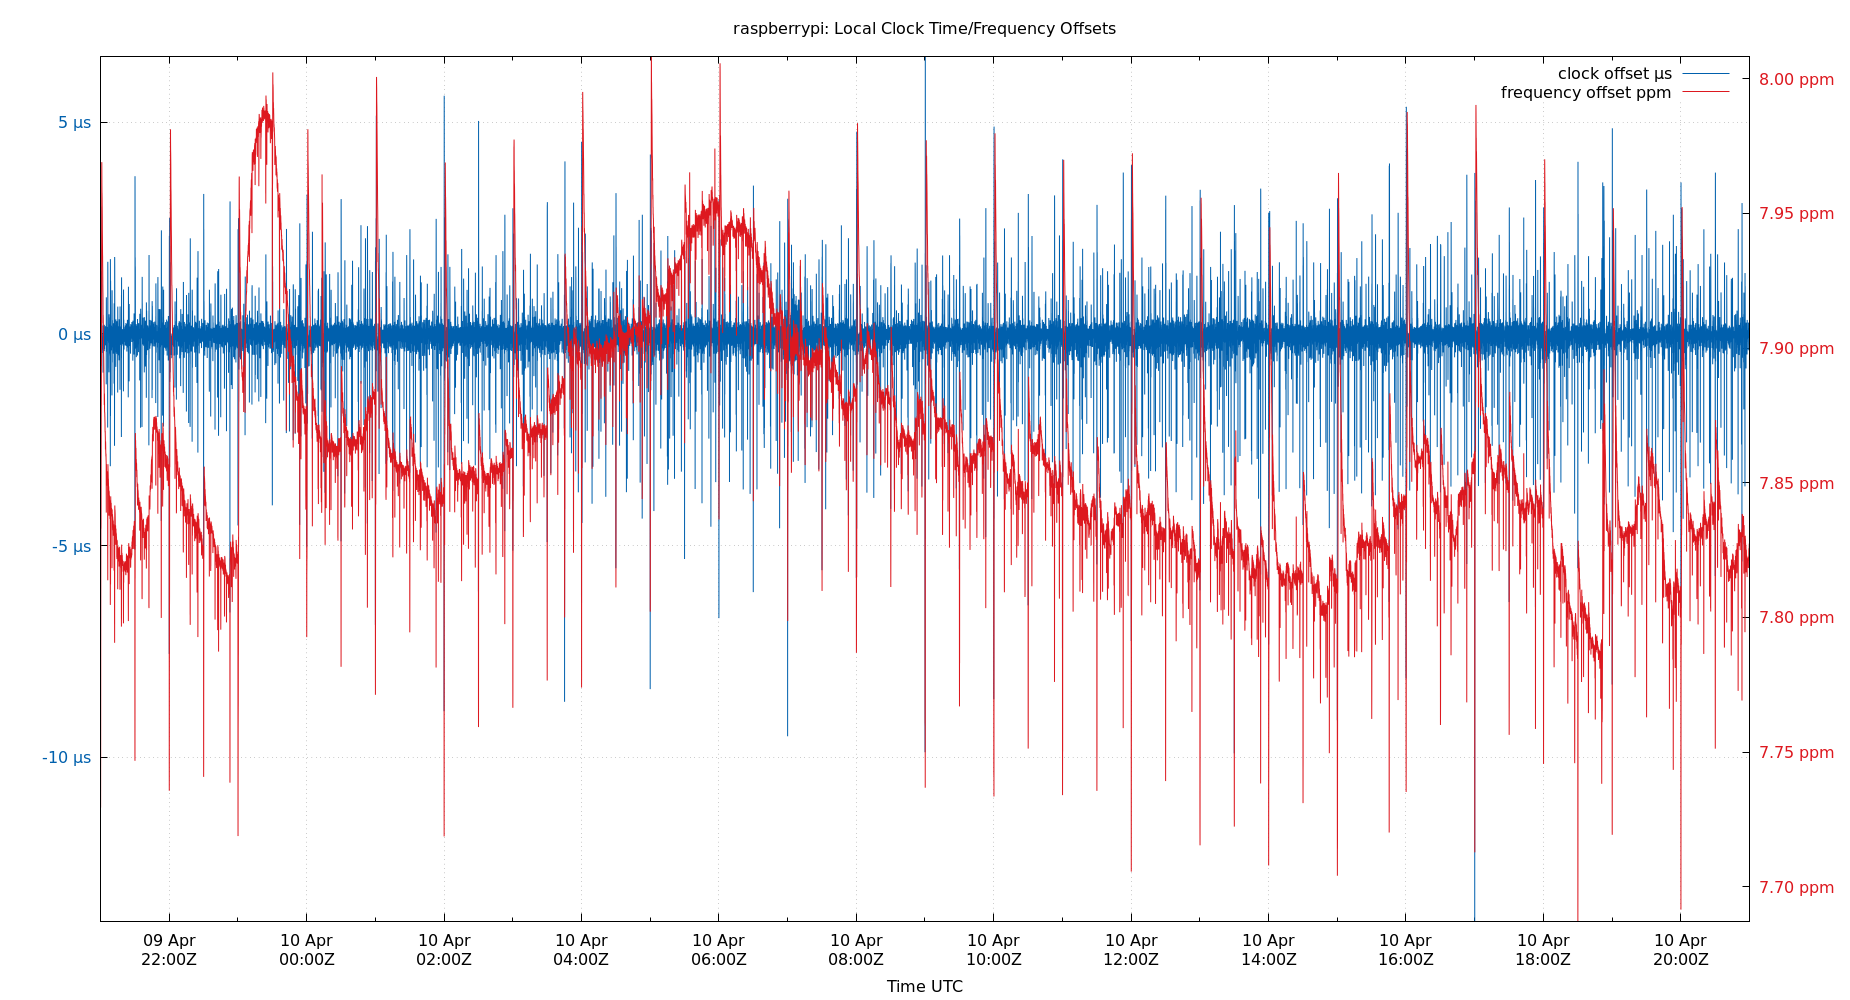 raspberrypi: Local Clock Time/Frequency Offsets
clock offset µs
frequency offset ppm
5 µs
0 µs
-5 µs
-10 µs
8.00 ppm
7.95 ppm
7.90 ppm
7.85 ppm
7.80 ppm
7.75 ppm
7.70 ppm
09 Apr 10 Apr 10 Apr 10 Apr 10 Apr 10 Apr 10 Apr 10 Apr 10 Apr 10 Apr 10 Apr 10 Apr
22:00Z 00:00Z 02:00Z 04:00Z 06:00Z 08:00Z 10:00Z 12:00Z 14:00Z 16:00Z 18:00Z 20:00Z
Time UTC